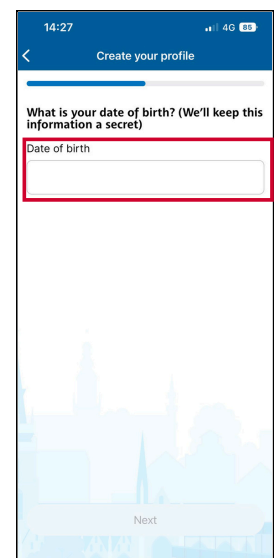 14:27
4G 85
Create your profile
What is your date of birth? (We'll keep this
information a secret)
Date of birth
Next